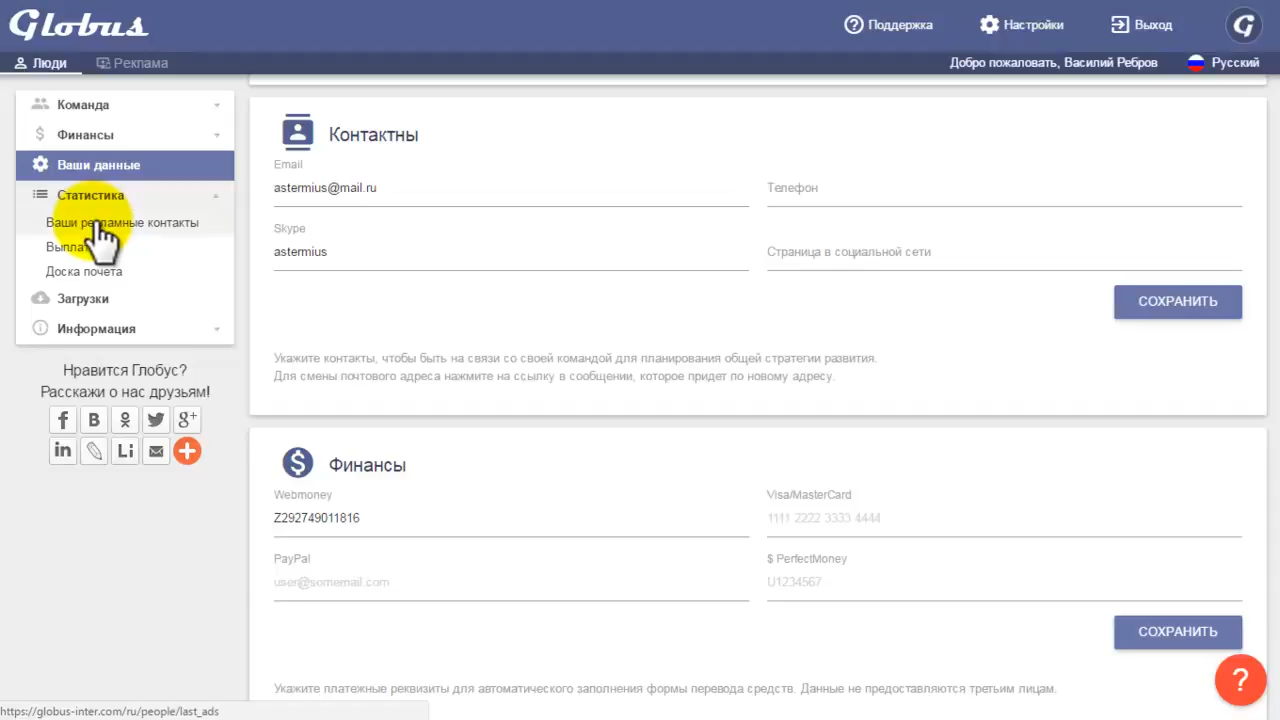 Globus
Поддержка
Настройки
Выход
G
Люди
Реклама
Добро пожаловать, Василий Ребров
Русский
Команда
Финансы
Ваши данные
Статистика
Ваши рекламные контакты
Выплат
Доска почета
Загрузки
Информация
Нравится Глобус?
Расскажи о нас друзьям!
Контактны
Email
astermius@mail.ru
Телефон
Skype
astermius
Страница в социальной сети
СОХРАНИТЬ
Укажите контакты, чтобы быть на связи со своей командой для планирования общей стратегии развития.
Для смены почтового адреса нажмите на ссылку в сообщении, которое придет по новому адресу.
Финансы
Webmoney
Z292749011816
Visa/MasterCard
1111 2222 3333 4444
PayPal
user@somemail.com
$ PerfectMoney
U1234567
СОХРАНИТЬ
Укажите платежные реквизиты для автоматического заполнения формы перевода средств. Данные не предоставляются третьим лицам.
?
https://globus-inter.com/ru/people/last_ads